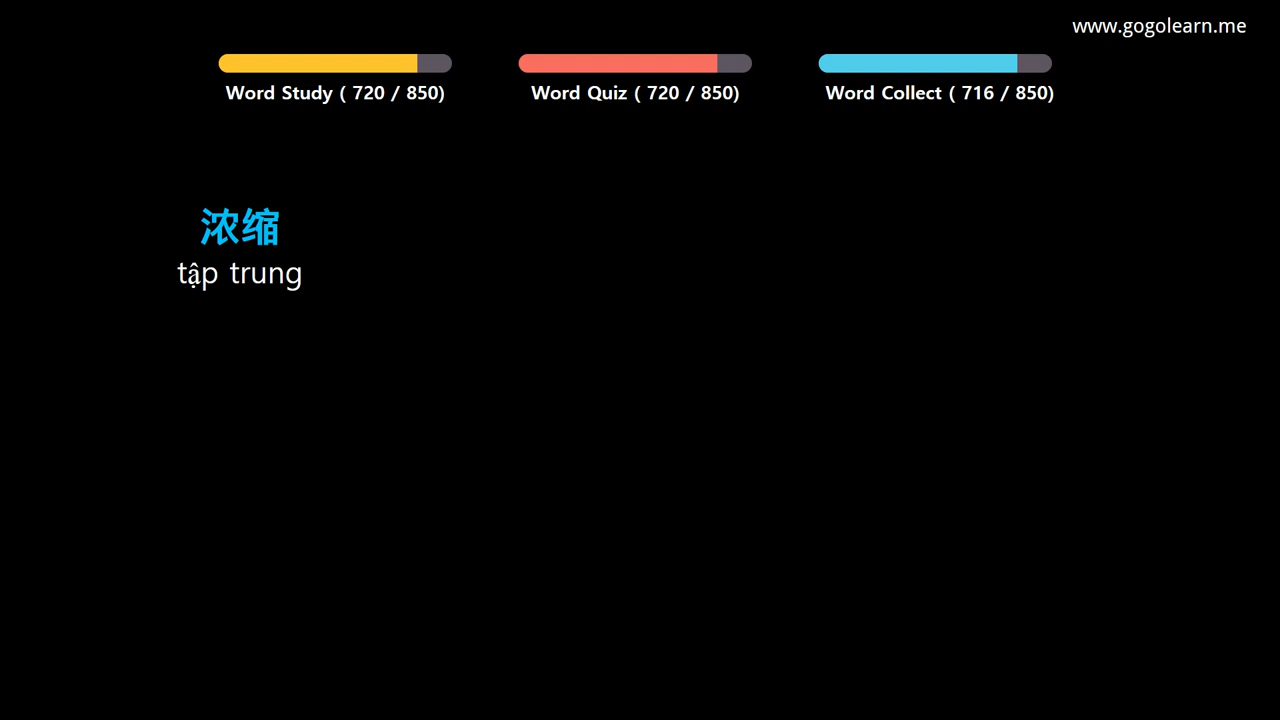 www.gogolearn.me
Word Study ( 720 / 850)
Word Quiz ( 720 / 850)
Word Collect ( 716 / 850)
浓缩
tập trung